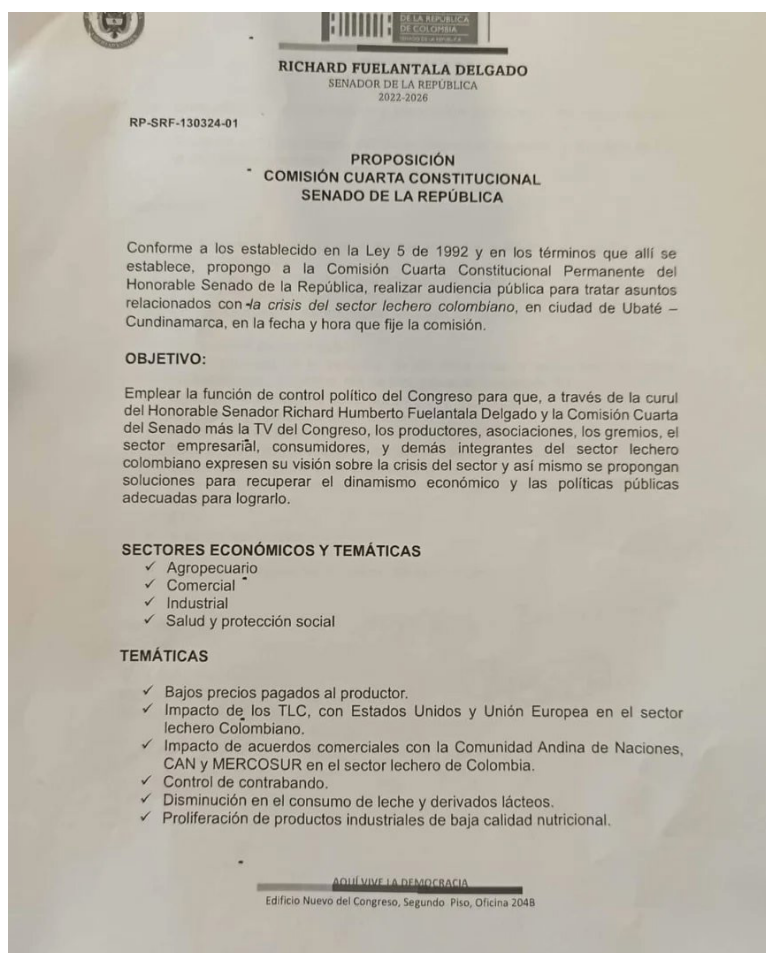 DE LA REPÚBLICA
DE COLOMBIA
RICHARD FUELANTALA DELGADO
SENADOR DE LA REPÚBLICA
2022-2026
RP-SRF-130324-01
PROPOSICIÓN
COMISIÓN CUARTA CONSTITUCIONAL
SENADO DE LA REPÚBLICA
Conforme a los establecido en la Ley 5 de 1992 y en los términos que allí se
establece, propongo a la Comisión Cuarta Constitucional Permanente del
Honorable Senado de la República, realizar audiencia pública para tratar asuntos
relacionados con la crisis del sector lechero colombiano, en ciudad de Ubaté –
Cundinamarca, en la fecha y hora que fije la comisión.
OBJETIVO:
Emplear la función de control político del Congreso para que, a través de la curul
del Honorable Senador Richard Humberto Fuelantala Delgado y la Comisión Cuarta
del Senado más la TV del Congreso, los productores, asociaciones, los gremios, el
sector empresarial, consumidores, y demás integrantes del sector lechero
colombiano expresen su visión sobre la crisis del sector y así mismo se propongan
soluciones para recuperar el dinamismo económico y las políticas públicas
adecuadas para lograrlo.
SECTORES ECONÓMICOS Y TEMÁTICAS
✓ Agropecuario
✓ Comercial
✓ Industrial
✓ Salud y protección social
TEMÁTICAS
✓ Bajos precios pagados al productor.
✓ Impacto de los TLC, con Estados Unidos y Unión Europea en el sector
lechero Colombiano.
✓ Impacto de acuerdos comerciales con la Comunidad Andina de Naciones,
CAN y MERCOSUR en el sector lechero de Colombia.
✓ Control de contrabando.
✓ Disminución en el consumo de leche y derivados lácteos.
✓ Proliferación de productos industriales de baja calidad nutricional.
AQUÍ VIVE LA DEMOCRACIA
Edificio Nuevo del Congreso, Segundo Piso, Oficina 204B